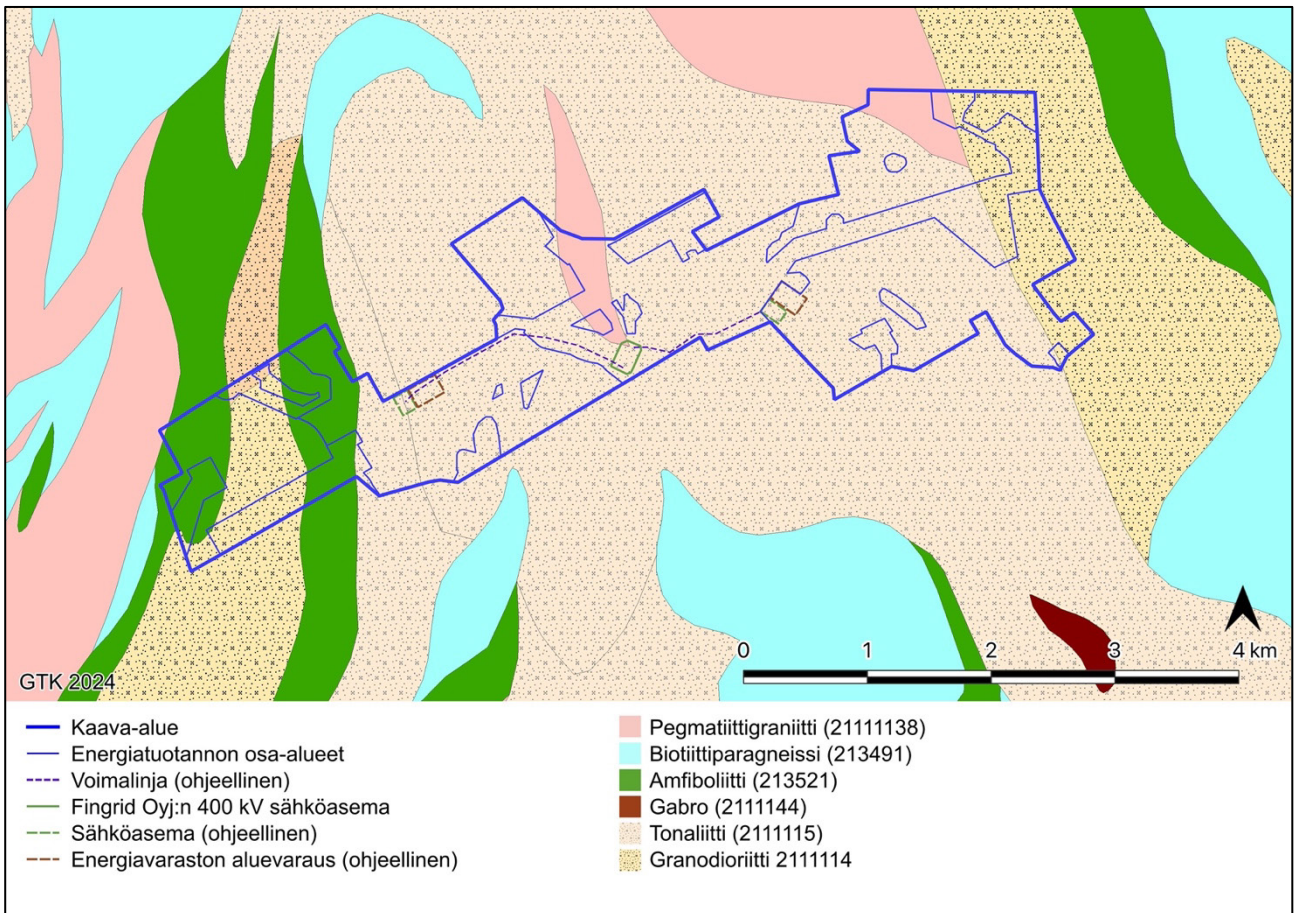 0 1 2 3 4 km
GTK 2024
Kaava-alue
Energiatuotannon osa-alueet
Voimalinja (ohjeellinen)
Fingrid Oyj:n 400 kV sähköasema
Sähköasema (ohjeellinen)
Energiavaraston aluevaraus (ohjeellinen)
Pegmatiittigraniitti (21111138)
Biotiittiparagneissi (213491)
Amfiboliitti (213521)
Gabro (2111144)
Tonaliitti (2111115)
Granodioriitti 2111114